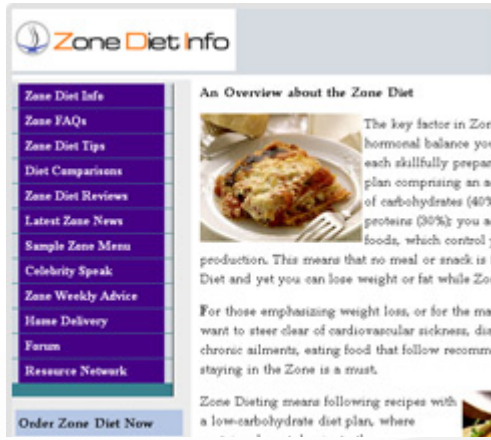 Zone Diet Info
Zone Diet Info
Zone FAQs
Zone Diet Tips
Diet Comparisons
Zone Diet Reviews
Latest Zone News
Sample Zone Menu
Celebrity Speak
Zone Weekly Advice
Home Delivery
Forum
Resource Network
Order Zone Diet Now
An Overview about the Zone Diet
The key factor in Zon
hormonal balance you
each skillfully prepar
plan comprising an a
of carbohydrates (40%
proteins (30%); you a
foods, which control
production. This means that no meal or snack is
Diet and yet you can lose weight or fat while Zo
For those emphasizing weight loss, or for the ma
want to steer clear of cardiovascular sickness, dis
chronic ailments, eating food that follow recomm
staying in the Zone is a must.
Zone Dieting means following recipes with
a low-carbohydrate diet plan, where